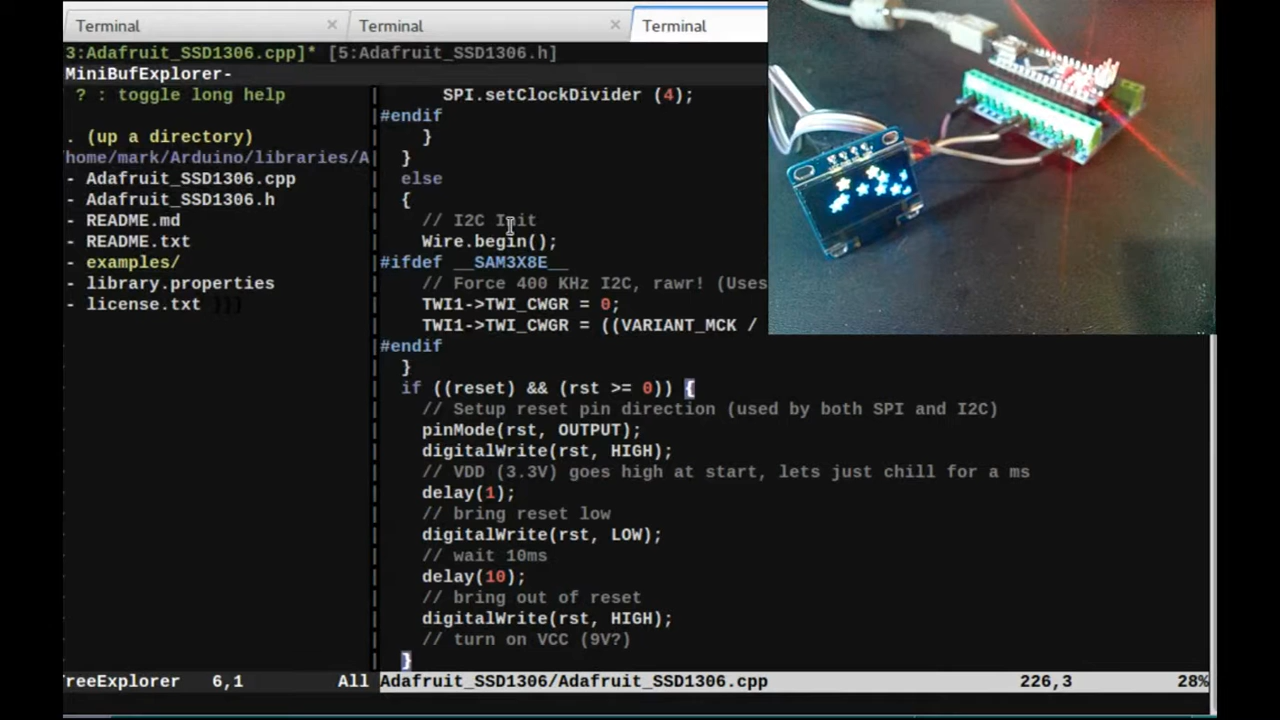 Terminal × Terminal × Terminal
3:Adafruit_SSD1306.cpp]* [5:Adafruit_SSD1306.h]
MiniBufExplorer-
? : toggle long help
. (up a directory)
home/mark/Arduino/libraries/A
- Adafruit_SSD1306.cpp
- Adafruit_SSD1306.h
- README.md
- README.txt
- examples/
- library.properties
- license.txt )))
TreeExplorer 6,1 All
SPI.setClockDivider (4);
#endif
}
}
else
{
// I2C Init
Wire.begin();
#ifdef __SAM3X8E__
// Force 400 KHz I2C, rawr! (Uses
TWI1->TWI_CWGR = 0;
TWI1->TWI_CWGR = ((VARIANT_MCK /
#endif
}
if ((reset) && (rst >= 0)) {
// Setup reset pin direction (used by both SPI and I2C)
pinMode(rst, OUTPUT);
digitalWrite(rst, HIGH);
// VDD (3.3V) goes high at start, lets just chill for a ms
delay(1);
// bring reset low
digitalWrite(rst, LOW);
// wait 10ms
delay(10);
// bring out of reset
digitalWrite(rst, HIGH);
// turn on VCC (9V?)
}
Adafruit_SSD1306/Adafruit_SSD1306.cpp 226,3 28%